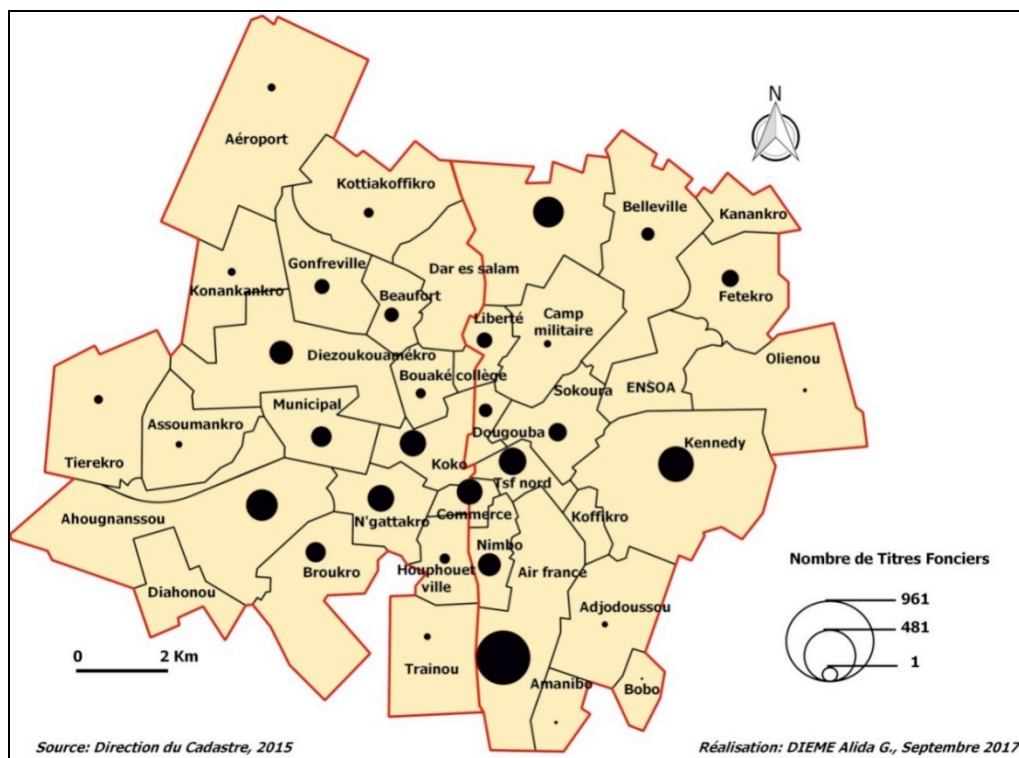 N
Aéroport
Kottiakoffikro
Belleville
Kanankro
Gonfreville
Dar es salam
Konankankro
Beaufort
Fetekro
Liberté
Camp
militaire
Diezoukouamékro
Olienou
Bouaké collège
Sokoura
ENSOA
Municipal
Assoumankro
Dougouba
Kennedy
Tierekro
Koko
Tsf nord
Ahougnanssou
N'gattakro
Commerce
Koffikro
Nimbo
Broukro
Houphouet
ville
Air france
Diahonou
Adjodoussou
Trainou
Amanibo
Bobo
Nombre de Titres Fonciers
961
481
1
0 2 Km
Source: Direction du Cadastre, 2015
Réalisation: DIEME Alida G., Septembre 2017